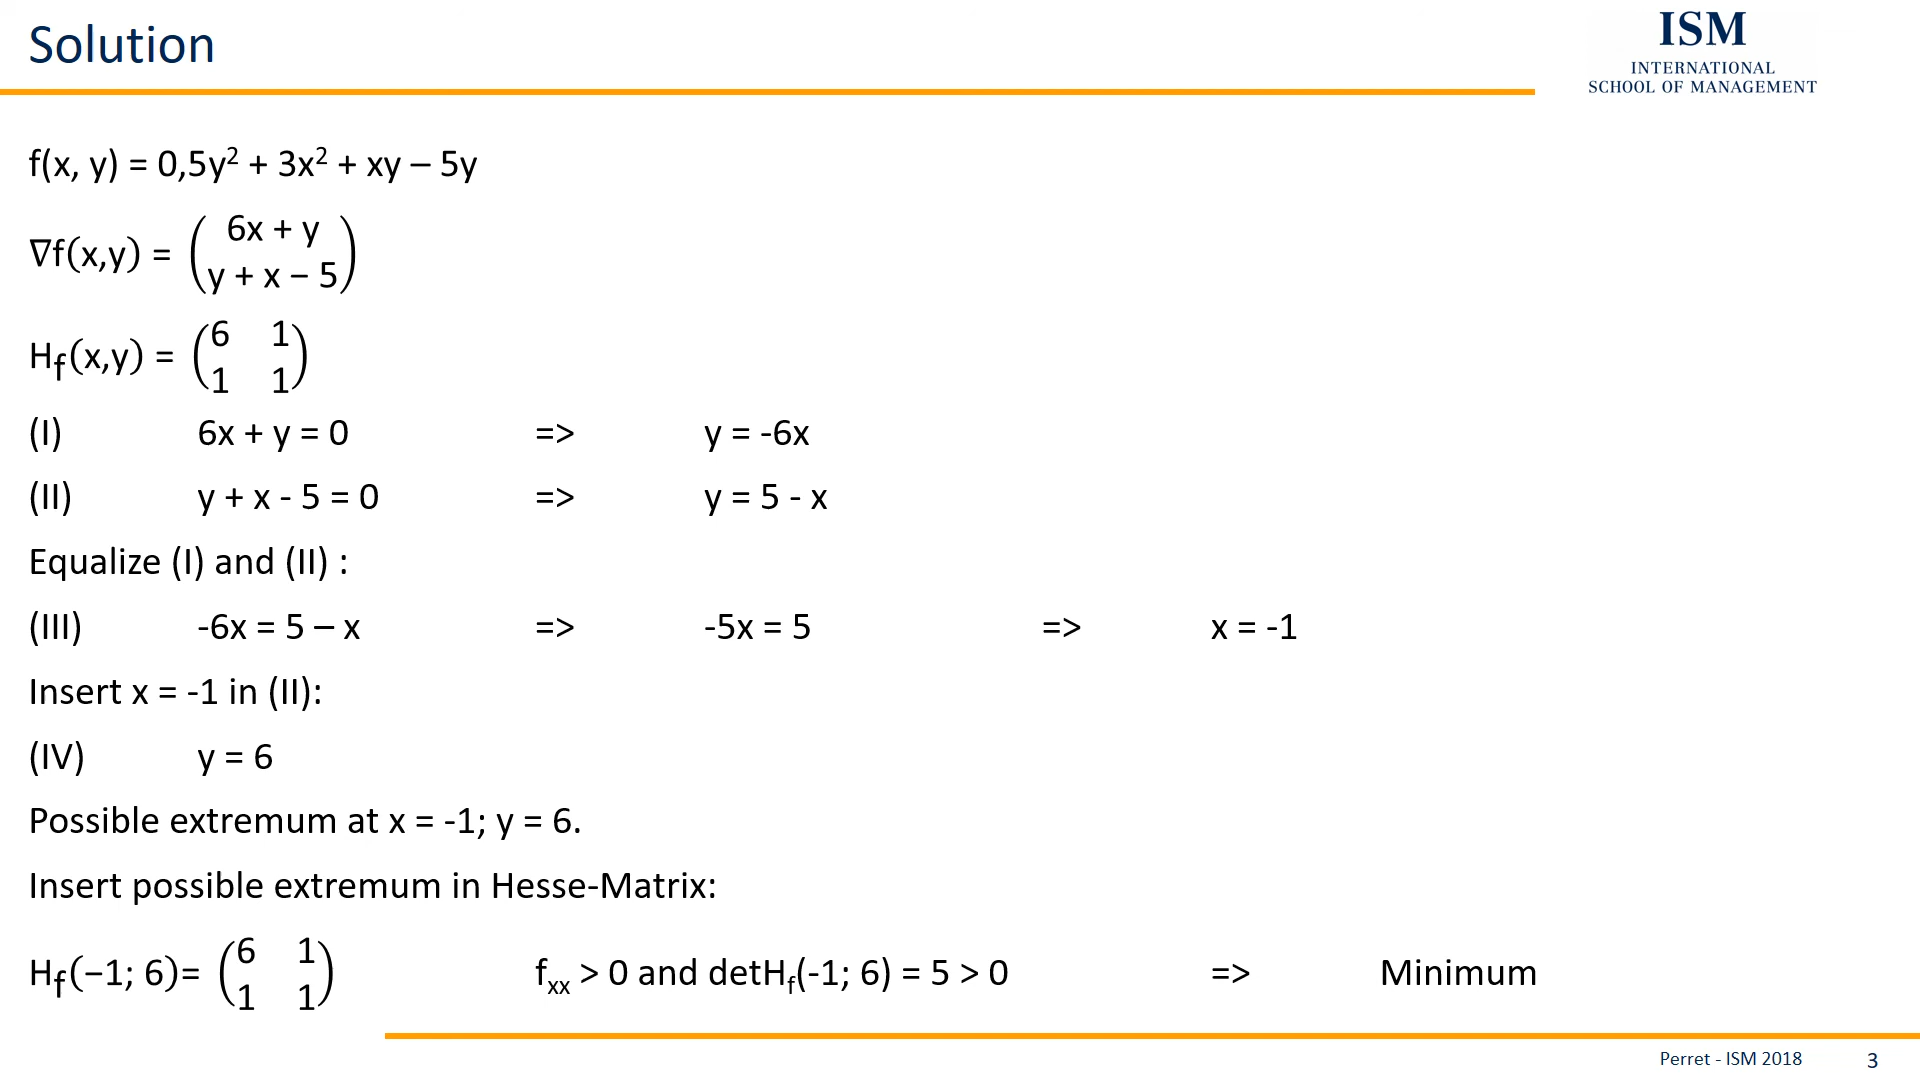 Solution
ISM
INTERNATIONAL
SCHOOL OF MANAGEMENT
f(x, y) = 0,5y² + 3x² + xy – 5y
∇f(x,y) = ( 6x + y
y + x − 5 )
H_f(x,y) = ( 6 1
1 1 )
(I) 6x + y = 0 => y = -6x
(II) y + x - 5 = 0 => y = 5 - x
Equalize (I) and (II) :
(III) -6x = 5 – x => -5x = 5 => x = -1
Insert x = -1 in (II):
(IV) y = 6
Possible extremum at x = -1; y = 6.
Insert possible extremum in Hesse-Matrix:
H_f(−1; 6)= ( 6 1
1 1 ) f_xx > 0 and detH_f(-1; 6) = 5 > 0 => Minimum
Perret - ISM 2018 3